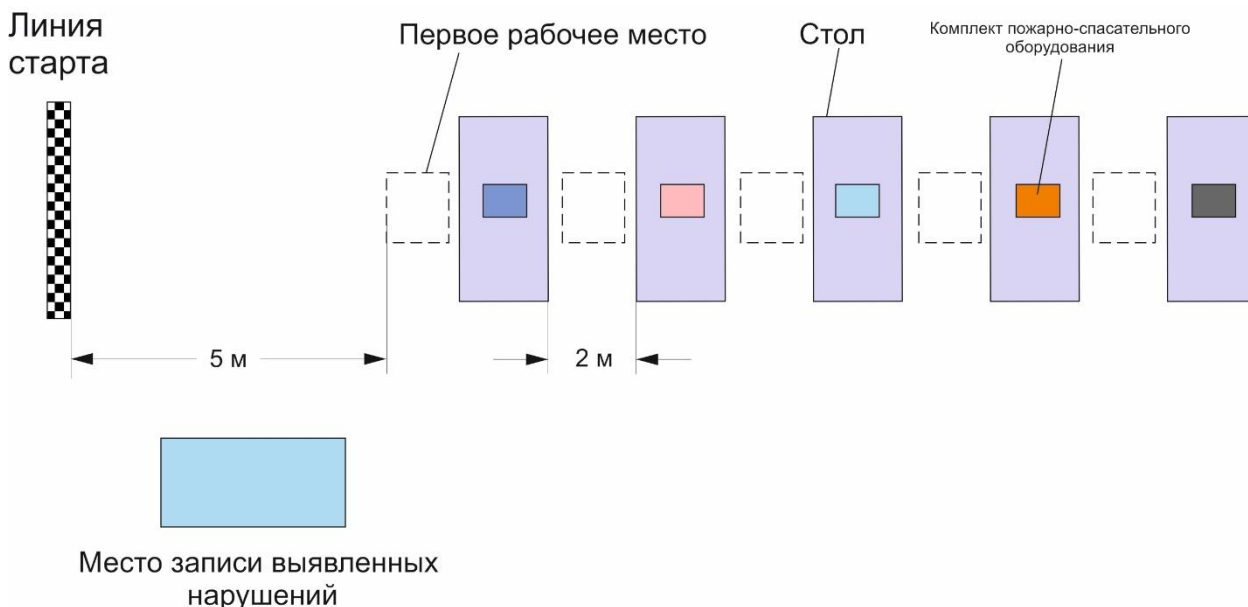 Линия
старта
Первое рабочее место
Стол
Комплект пожарно-спасательного
оборудования
5 м
2 м
Место записи выявленных
нарушений